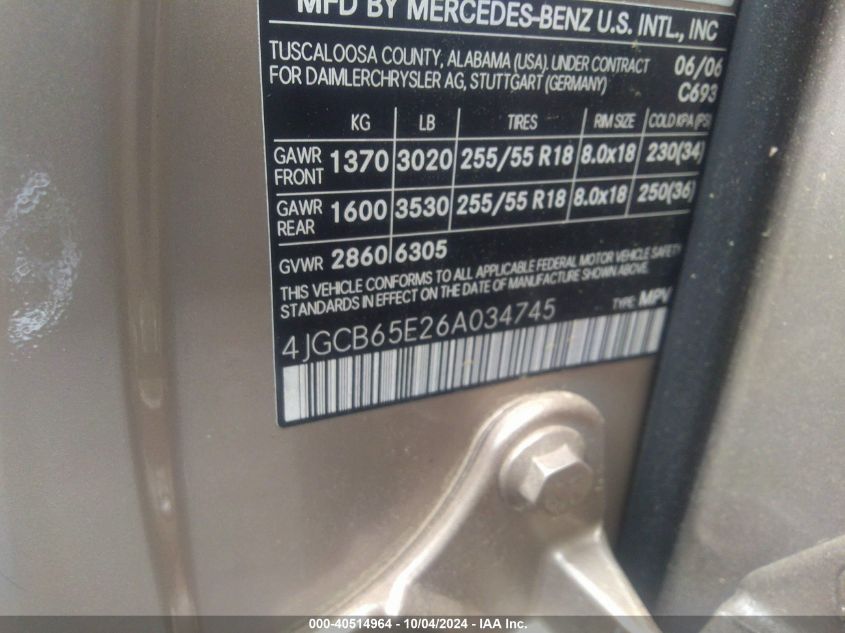 MFD BY MERCEDES-BENZ U.S. INTL., INC
TUSCALOOSA COUNTY, ALABAMA (USA). UNDER CONTRACT 06/06
FOR DAIMLERCHRYSLER AG, STUTTGART (GERMANY) C693
KG LB TIRES RIM SIZE COLD KPA (PSI)
GAWR FRONT 1370 3020 255/55 R18 8.0x18 230(34)
GAWR REAR 1600 3530 255/55 R18 8.0x18 250(36)
GVWR 2860 6305
THIS VEHICLE CONFORMS TO ALL APPLICABLE FEDERAL MOTOR VEHICLE SAFETY
STANDARDS IN EFFECT ON THE DATE OF MANUFACTURE SHOWN ABOVE.
4JGCB65E26A034745 TYPE: MPV
000-40514964 - 10/04/2024 - IAA Inc.